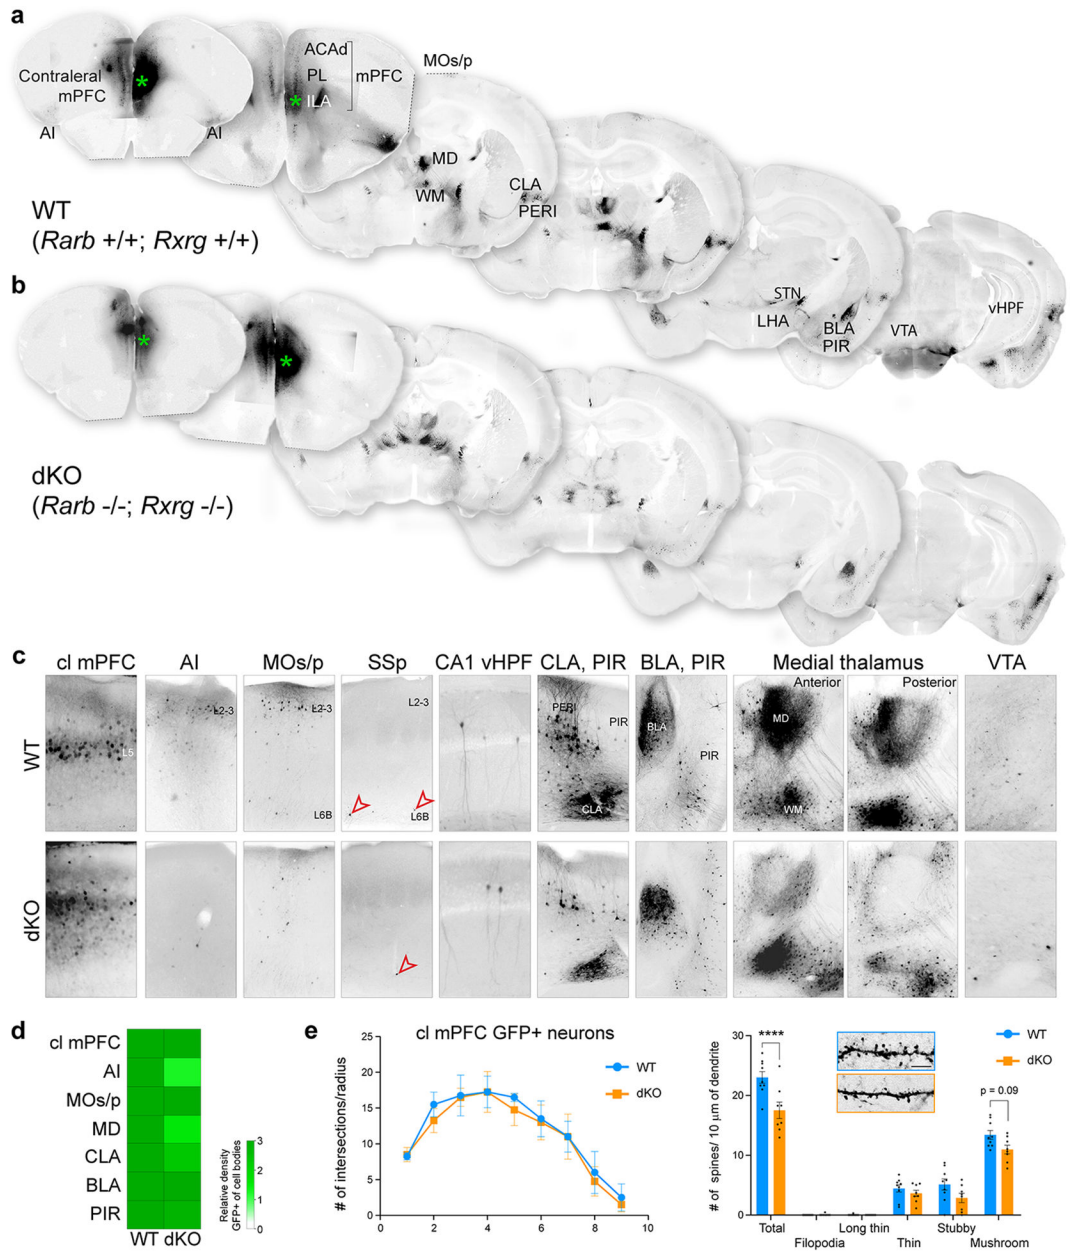 a
Contraleral
mPFC
AI
AI
*
ACAd
PL
* ILA
mPFC
MOs/p
MD
WM
CLA
PERI
STN
LHA
BLA
PIR
VTA
vHPF
WT
(Rarb +/+; Rxrg +/+)
b
*
*
dKO
(Rarb -/-; Rxrg -/-)
c
cl mPFC AI MOs/p SSp CA1 vHPF CLA, PIR BLA, PIR Medial thalamus VTA
Anterior Posterior
WT
L5
L2-3
L2-3
L6B
L2-3
L6B
PERI
PIR
CLA
BLA
PIR
MD
WM
dKO
d
cl mPFC
AI
MOs/p
MD
CLA
BLA
PIR
WT dKO
Relative density
GFP+ of cell bodies
3
2
1
0
e
cl mPFC GFP+ neurons
# of intersections/radius
25
20
15
10
5
0
0 2 4 6 8 10
WT
dKO
# of spines/ 10 µm of dendrite
30
20
10
0
****
p = 0.09
WT
dKO
Total
Filopodia
Long thin
Thin
Stubby
Mushroom